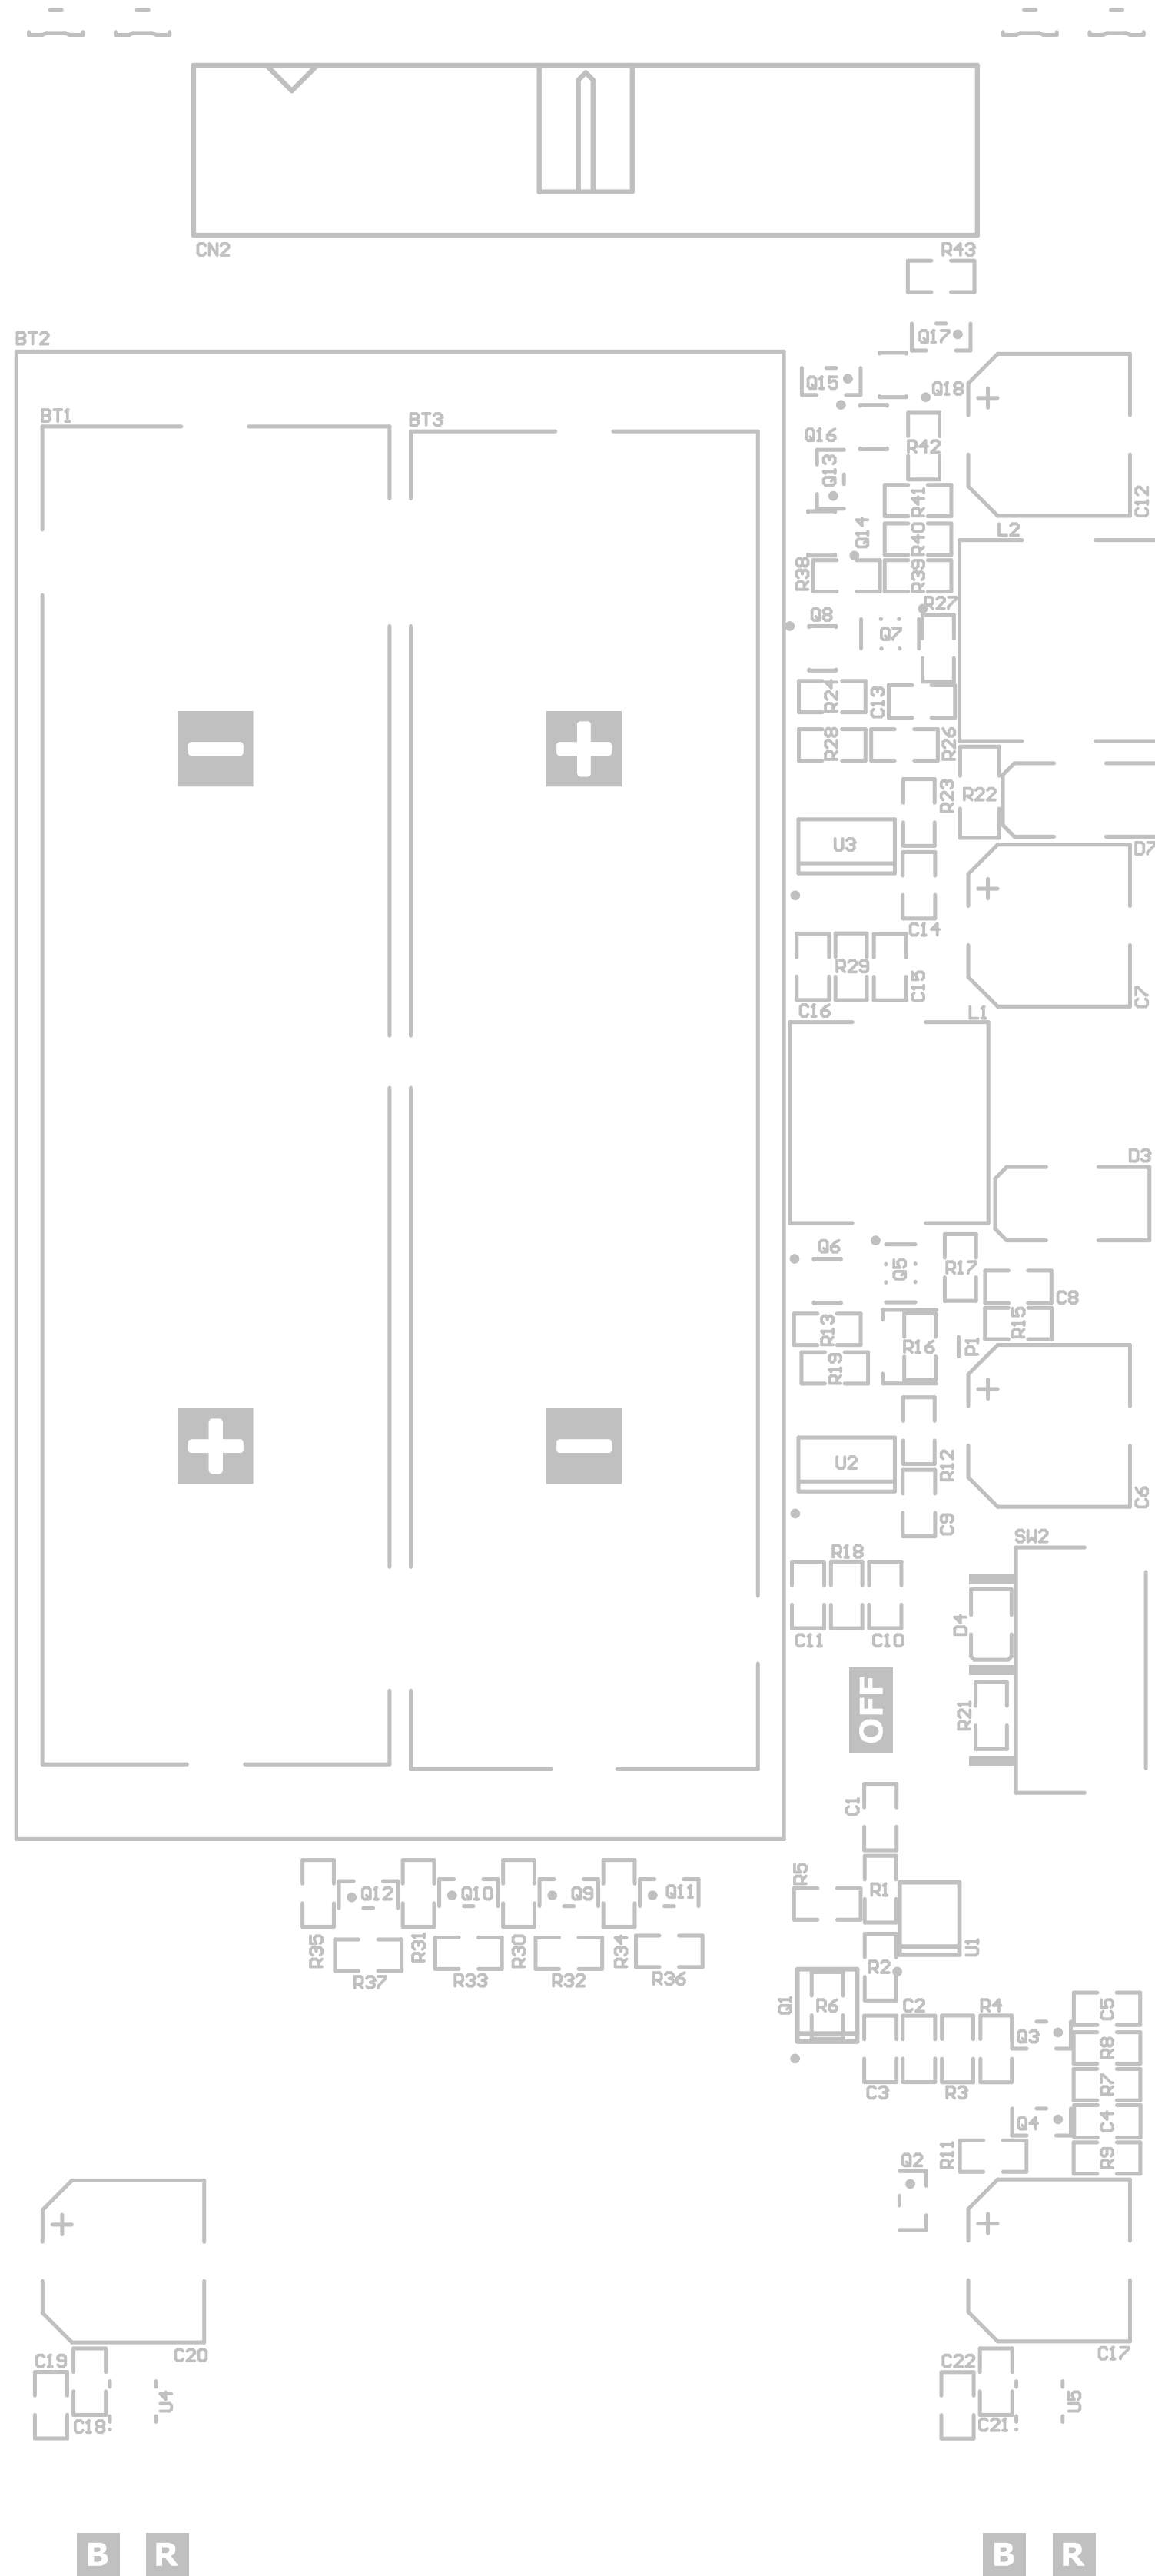 CN2
R43
BT2
Q17
Q15
Q18
BT1
BT3
Q16
R42
Q13
C12
R41
L2
Q14
R40
R38
R39
R27
Q8
Q7
R24
C13
R28
R26
R23
R22
U3
D7
C14
R29
C15
C7
C16
L1
D3
Q6
Q5
R17
C8
R13
R15
R16
P1
R19
U2
R12
C6
C9
SW2
R18
D4
C11
C10
OFF
R21
C1
R5
R1
Q12
Q10
Q9
Q11
R35
R31
R30
R34
U1
R2
R37
R33
R32
R36
Q1
R6
C2
R4
C5
Q3
R8
C3
R3
R7
Q4
C4
Q2
R11
R9
C20
C17
C19
C22
U4
U5
C18
C21
B R
B R